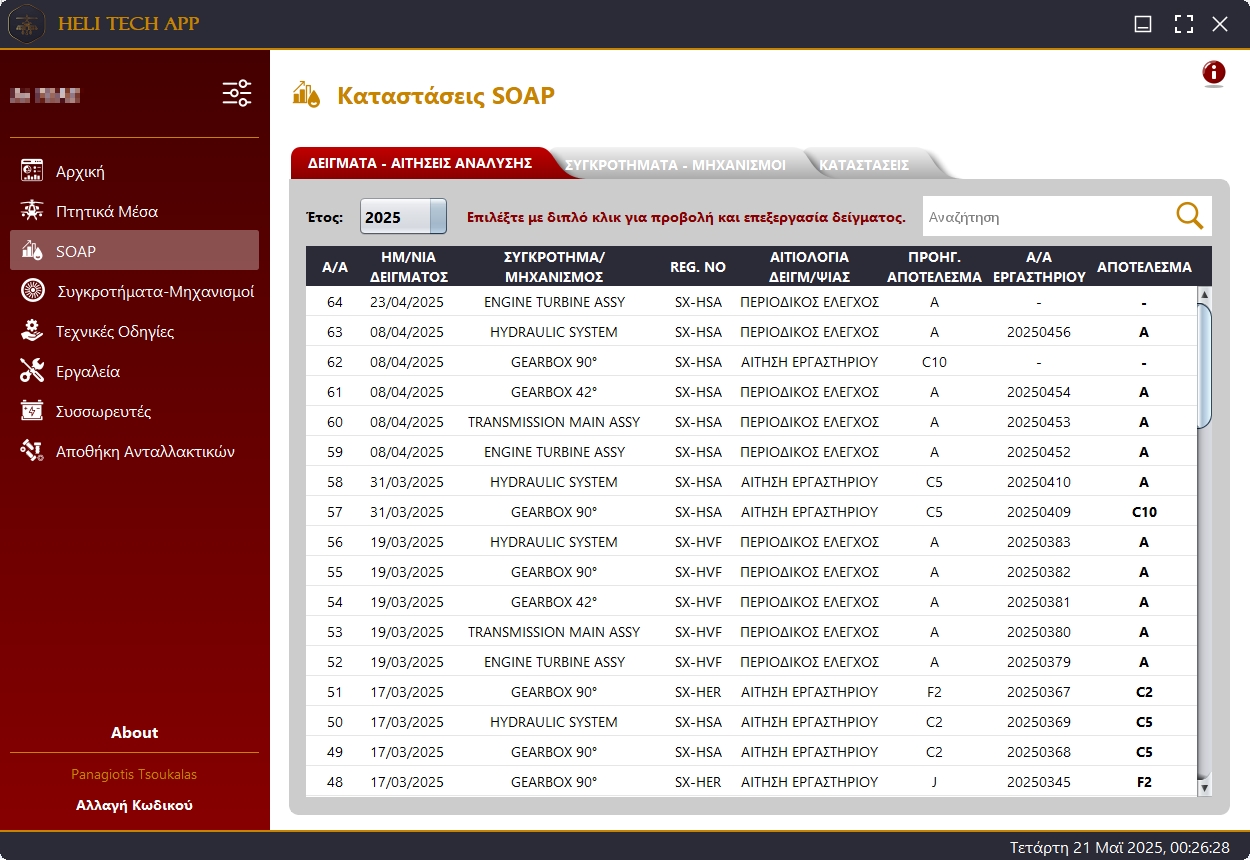 HELI TECH APP
Καταστάσεις SOAP
Αρχική
Πτητικά Μέσα
SOAP
Συγκροτήματα-Μηχανισμοί
Τεχνικές Οδηγίες
Εργαλεία
Συσσωρευτές
Αποθήκη Ανταλλακτικών
About
Panagiotis Tsoukalas
Αλλαγή Κωδικού
ΔΕΙΓΜΑΤΑ - ΑΙΤΗΣΕΙΣ ΑΝΑΛΥΣΗΣ ΣΥΓΚΡΟΤΗΜΑΤΑ - ΜΗΧΑΝΙΣΜΟΙ ΚΑΤΑΣΤΑΣΕΙΣ
Έτος: 2025 Επιλέξτε με διπλό κλικ για προβολή και επεξεργασία δείγματος. Αναζήτηση
Α/Α ΗΜ/ΝΙΑ ΔΕΙΓΜΑΤΟΣ ΣΥΓΚΡΟΤΗΜΑ/ ΜΗΧΑΝΙΣΜΟΣ REG. NO ΑΙΤΙΟΛΟΓΙΑ ΔΕΙΓΜ/ΨΙΑΣ ΠΡΟΗΓ. ΑΠΟΤΕΛΕΣΜΑ Α/Α ΕΡΓΑΣΤΗΡΙΟΥ ΑΠΟΤΕΛΕΣΜΑ
64 23/04/2025 ENGINE TURBINE ASSY SX-HSA ΠΕΡΙΟΔΙΚΟΣ ΕΛΕΓΧΟΣ A - -
63 08/04/2025 HYDRAULIC SYSTEM SX-HSA ΠΕΡΙΟΔΙΚΟΣ ΕΛΕΓΧΟΣ A 20250456 A
62 08/04/2025 GEARBOX 90° SX-HSA ΑΙΤΗΣΗ ΕΡΓΑΣΤΗΡΙΟΥ C10 - -
61 08/04/2025 GEARBOX 42° SX-HSA ΠΕΡΙΟΔΙΚΟΣ ΕΛΕΓΧΟΣ A 20250454 A
60 08/04/2025 TRANSMISSION MAIN ASSY SX-HSA ΠΕΡΙΟΔΙΚΟΣ ΕΛΕΓΧΟΣ A 20250453 A
59 08/04/2025 ENGINE TURBINE ASSY SX-HSA ΠΕΡΙΟΔΙΚΟΣ ΕΛΕΓΧΟΣ A 20250452 A
58 31/03/2025 HYDRAULIC SYSTEM SX-HSA ΑΙΤΗΣΗ ΕΡΓΑΣΤΗΡΙΟΥ C5 20250410 A
57 31/03/2025 GEARBOX 90° SX-HSA ΑΙΤΗΣΗ ΕΡΓΑΣΤΗΡΙΟΥ C5 20250409 C10
56 19/03/2025 HYDRAULIC SYSTEM SX-HVF ΠΕΡΙΟΔΙΚΟΣ ΕΛΕΓΧΟΣ A 20250383 A
55 19/03/2025 GEARBOX 90° SX-HVF ΠΕΡΙΟΔΙΚΟΣ ΕΛΕΓΧΟΣ A 20250382 A
54 19/03/2025 GEARBOX 42° SX-HVF ΠΕΡΙΟΔΙΚΟΣ ΕΛΕΓΧΟΣ A 20250381 A
53 19/03/2025 TRANSMISSION MAIN ASSY SX-HVF ΠΕΡΙΟΔΙΚΟΣ ΕΛΕΓΧΟΣ A 20250380 A
52 19/03/2025 ENGINE TURBINE ASSY SX-HVF ΠΕΡΙΟΔΙΚΟΣ ΕΛΕΓΧΟΣ A 20250379 A
51 17/03/2025 GEARBOX 90° SX-HER ΑΙΤΗΣΗ ΕΡΓΑΣΤΗΡΙΟΥ F2 20250367 C2
50 17/03/2025 HYDRAULIC SYSTEM SX-HSA ΑΙΤΗΣΗ ΕΡΓΑΣΤΗΡΙΟΥ C2 20250369 C5
49 17/03/2025 GEARBOX 90° SX-HSA ΑΙΤΗΣΗ ΕΡΓΑΣΤΗΡΙΟΥ C2 20250368 C5
48 17/03/2025 GEARBOX 90° SX-HER ΑΙΤΗΣΗ ΕΡΓΑΣΤΗΡΙΟΥ J 20250345 F2
Τετάρτη 21 Μαΐ 2025, 00:26:28